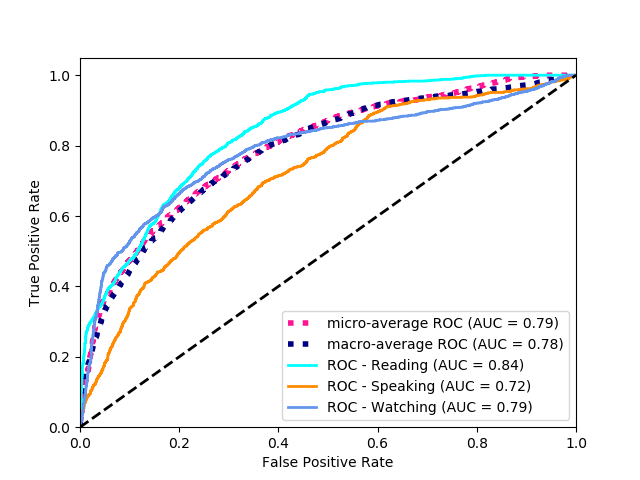 1.0
0.8
0.6
0.4
0.2
0.0
True Positive Rate
0.0 0.2 0.4 0.6 0.8 1.0
False Positive Rate
micro-average ROC (AUC = 0.79)
macro-average ROC (AUC = 0.78)
ROC - Reading (AUC = 0.84)
ROC - Speaking (AUC = 0.72)
ROC - Watching (AUC = 0.79)